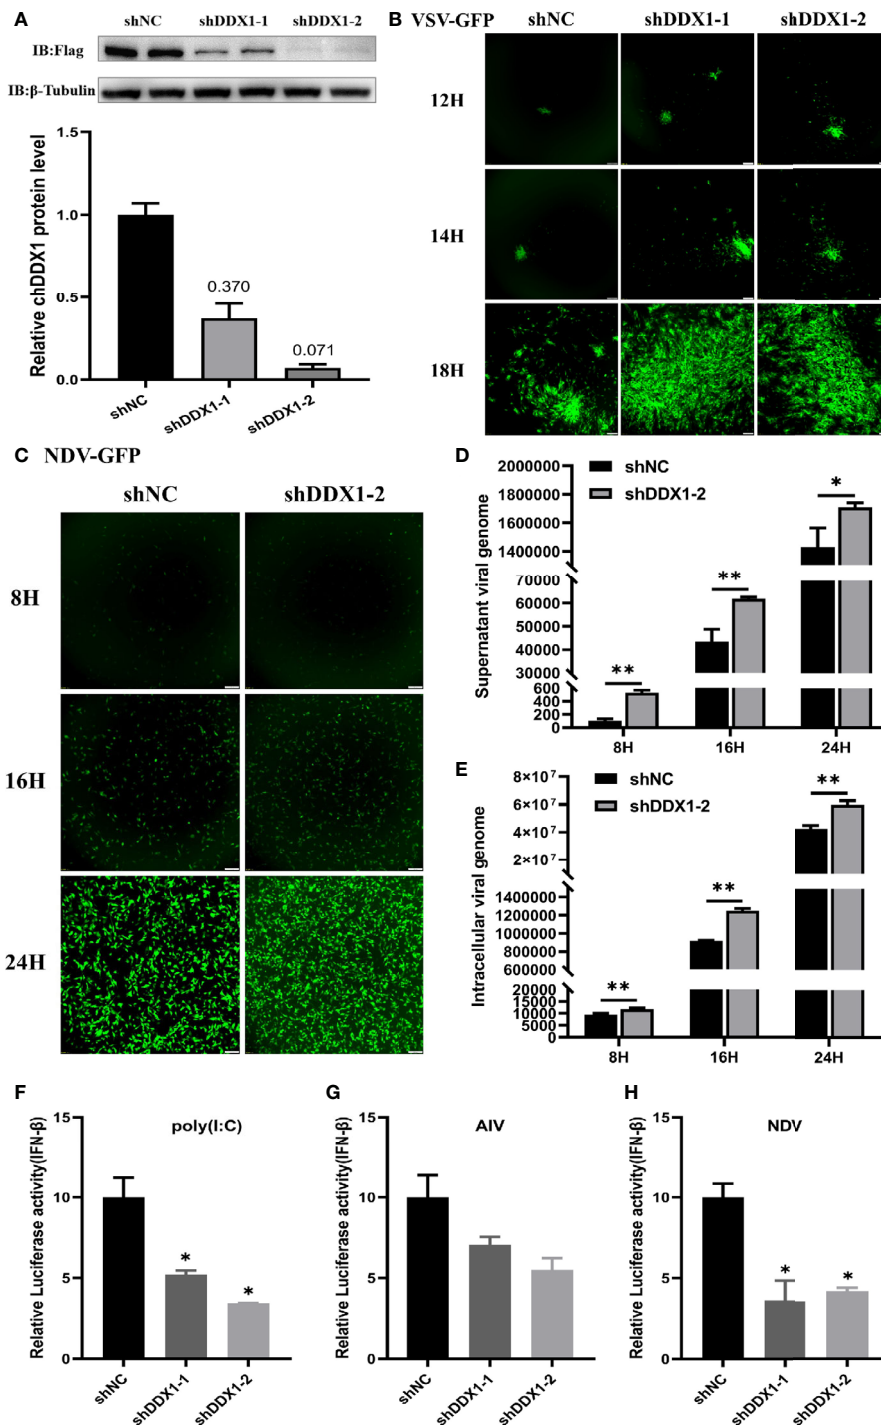 A
shNC shDDX1-1 shDDX1-2
IB:Flag
IB:β-Tubulin
Relative chDDX1 protein level
1.5
1.0
0.5
0.0
0.370
0.071
shNC
shDDX1-1
shDDX1-2
B VSV-GFP
shNC shDDX1-1 shDDX1-2
12H
14H
18H
C NDV-GFP
shNC shDDX1-2
8H
16H
24H
D
Supernatant viral genome
2000000
1800000
1600000
1400000
70000
60000
50000
40000
30000
600
400
200
0
shNC
shDDX1-2
**
**
*
8H 16H 24H
E
Intracellular viral genome
8×10⁷
6×10⁷
4×10⁷
2×10⁷
1400000
1200000
1000000
800000
600000
20000
15000
10000
5000
0
shNC
shDDX1-2
**
**
**
8H 16H 24H
F
poly(I:C)
Relative Luciferase activity(IFN-β)
15
10
5
0
*
*
shNC
shDDX1-1
shDDX1-2
G
AIV
Relative Luciferase activity(IFN-β)
15
10
5
0
shNC
shDDX1-1
shDDX1-2
H
NDV
Relative Luciferase activity(IFN-β)
15
10
5
0
*
*
shNC
shDDX1-1
shDDX1-2